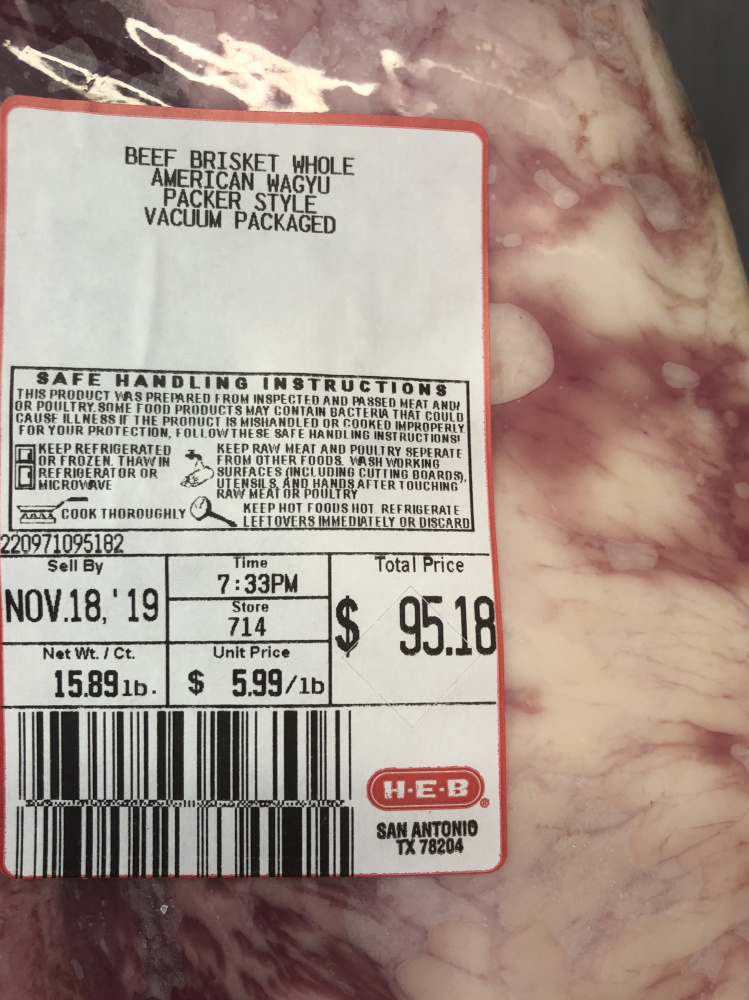 BEEF BRISKET WHOLE
AMERICAN WAGYU
PACKER STYLE
VACUUM PACKAGED
SAFE HANDLING INSTRUCTIONS
THIS PRODUCT WAS PREPARED FROM INSPECTED AND PASSED MEAT AND/
OR POULTRY. SOME FOOD PRODUCTS MAY CONTAIN BACTERIA THAT COULD
CAUSE ILLNESS IF THE PRODUCT IS MISHANDLED OR COOKED IMPROPERLY.
FOR YOUR PROTECTION, FOLLOW THESE SAFE HANDLING INSTRUCTIONS!
KEEP REFRIGERATED
OR FROZEN. THAW IN
REFRIGERATOR OR
MICROWAVE
KEEP RAW MEAT AND POULTRY SEPERATE
FROM OTHER FOODS. WASH WORKING
SURFACES (INCLUDING CUTTING BOARDS),
UTENSILS, AND HANDS AFTER TOUCHING
RAW MEAT OR POULTRY
COOK THOROUGHLY
KEEP HOT FOODS HOT. REFRIGERATE
LEFTOVERS IMMEDIATELY OR DISCARD
220971095182
Sell By
NOV.18,'19
Time
7:33PM
Store
714
Total Price
$ 95.18
Net Wt. / Ct.
15.89 lb.
Unit Price
$ 5.99/lb
H-E-B®
SAN ANTONIO
TX 78204